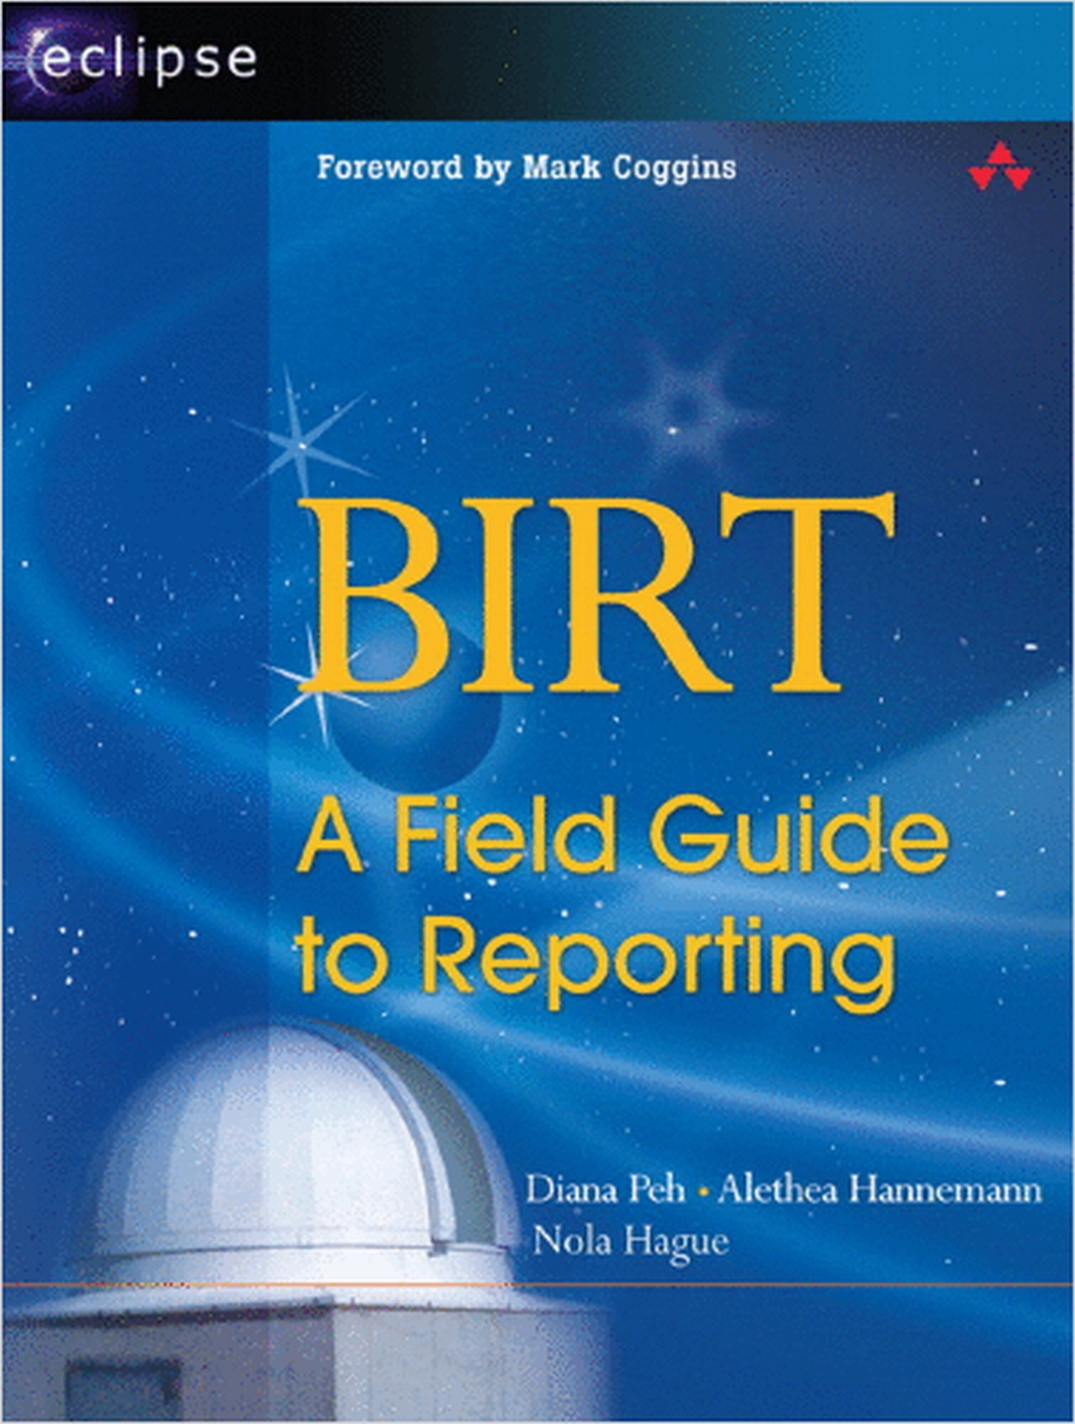 eclipse
Foreword by Mark Coggins
BIRT
A Field Guide
to Reporting
Diana Peh • Alethea Hannemann
Nola Hague